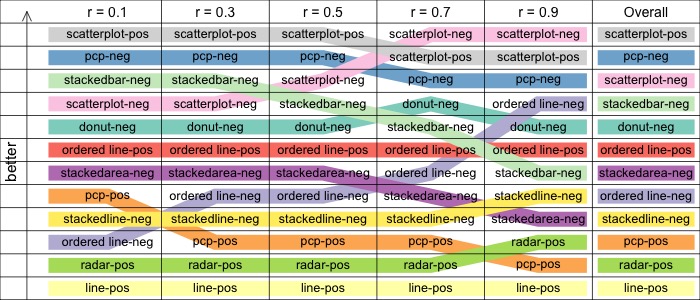 r = 0.1 r = 0.3 r = 0.5 r = 0.7 r = 0.9 Overall
scatterplot-pos scatterplot-pos scatterplot-pos scatterplot-neg scatterplot-neg scatterplot-pos
pcp-neg pcp-neg pcp-neg scatterplot-pos scatterplot-pos pcp-neg
stackedbar-neg stackedbar-neg scatterplot-neg pcp-neg pcp-neg scatterplot-neg
scatterplot-neg scatterplot-neg stackedbar-neg donut-neg ordered line-neg stackedbar-neg
donut-neg donut-neg donut-neg stackedbar-neg donut-neg donut-neg
ordered line-pos ordered line-pos ordered line-pos ordered line-pos ordered line-pos ordered line-pos
stackedarea-neg stackedarea-neg stackedarea-neg ordered line-neg stackedbar-neg stackedarea-neg
pcp-pos ordered line-neg ordered line-neg stackedarea-neg stackedline-neg ordered line-neg
stackedline-neg stackedline-neg stackedline-neg stackedline-neg stackedarea-neg stackedline-neg
ordered line-neg pcp-pos pcp-pos pcp-pos radar-pos pcp-pos
radar-pos radar-pos radar-pos radar-pos pcp-pos radar-pos
line-pos line-pos line-pos line-pos line-pos line-pos
better